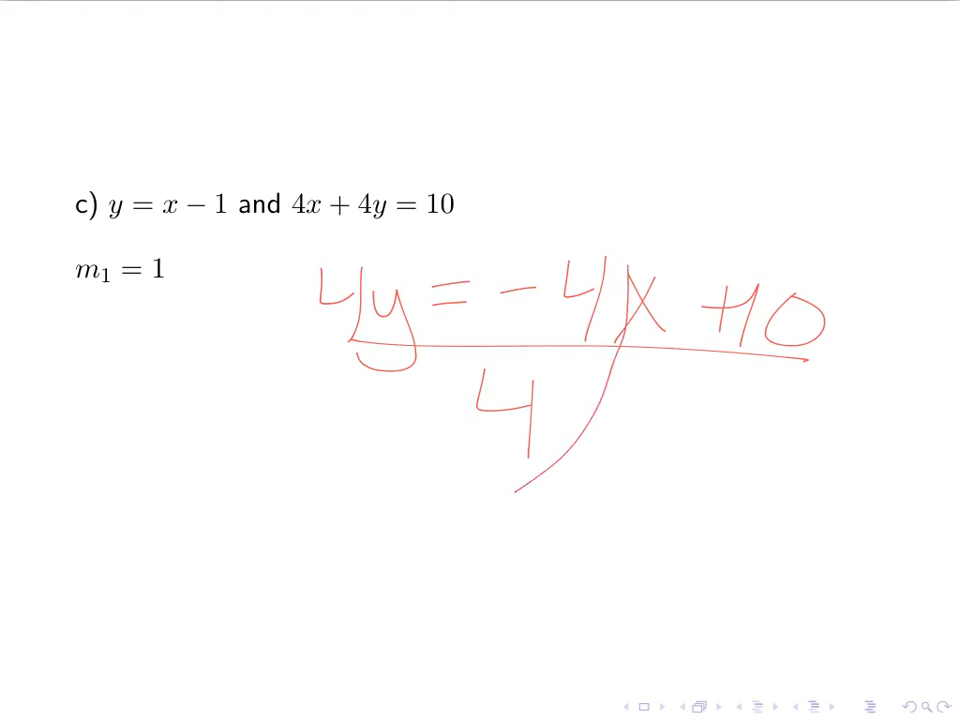 c) y = x − 1 and 4x + 4y = 10
m₁ = 1
4y = -4x +10
4